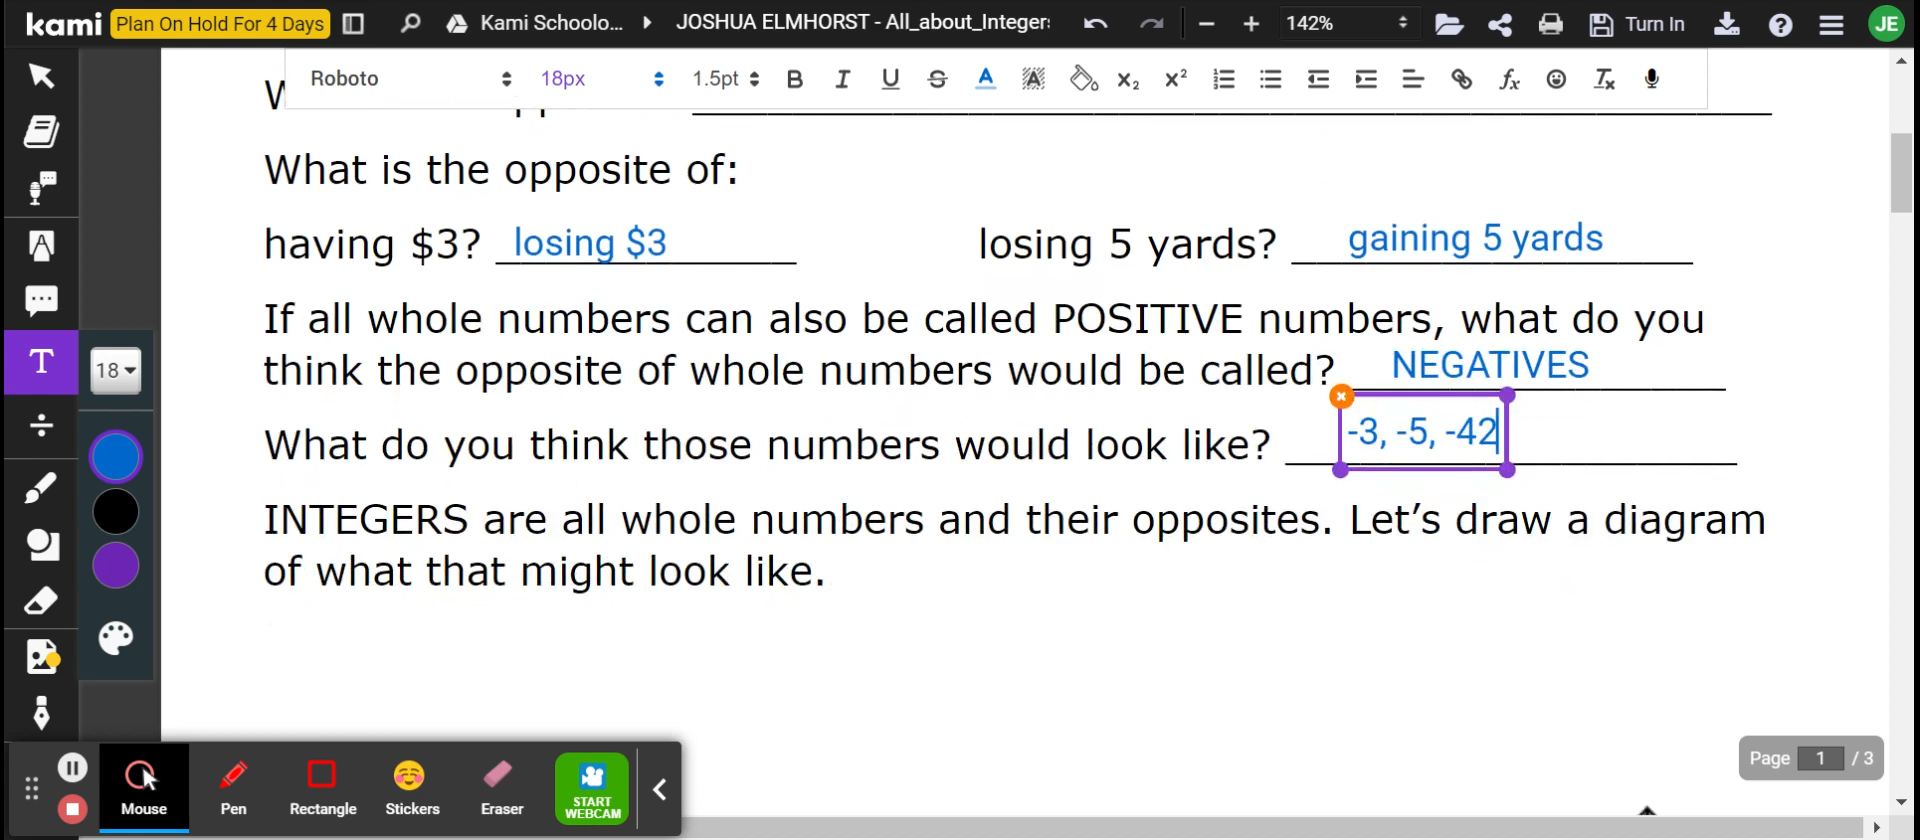 kami Plan On Hold For 4 Days Kami Schoolo... JOSHUA ELMHORST - All_about_Integer: 142% Turn In JE
Roboto 18px 1.5pt B I U S A A X₂ X² fx Tx
What is the opposite of:
having $3? losing $3 losing 5 yards? gaining 5 yards
If all whole numbers can also be called POSITIVE numbers, what do you
think the opposite of whole numbers would be called? NEGATIVES
What do you think those numbers would look like? -3, -5, -42
INTEGERS are all whole numbers and their opposites. Let's draw a diagram
of what that might look like.
T 18
Page 1 / 3
Mouse Pen Rectangle Stickers Eraser START WEBCAM